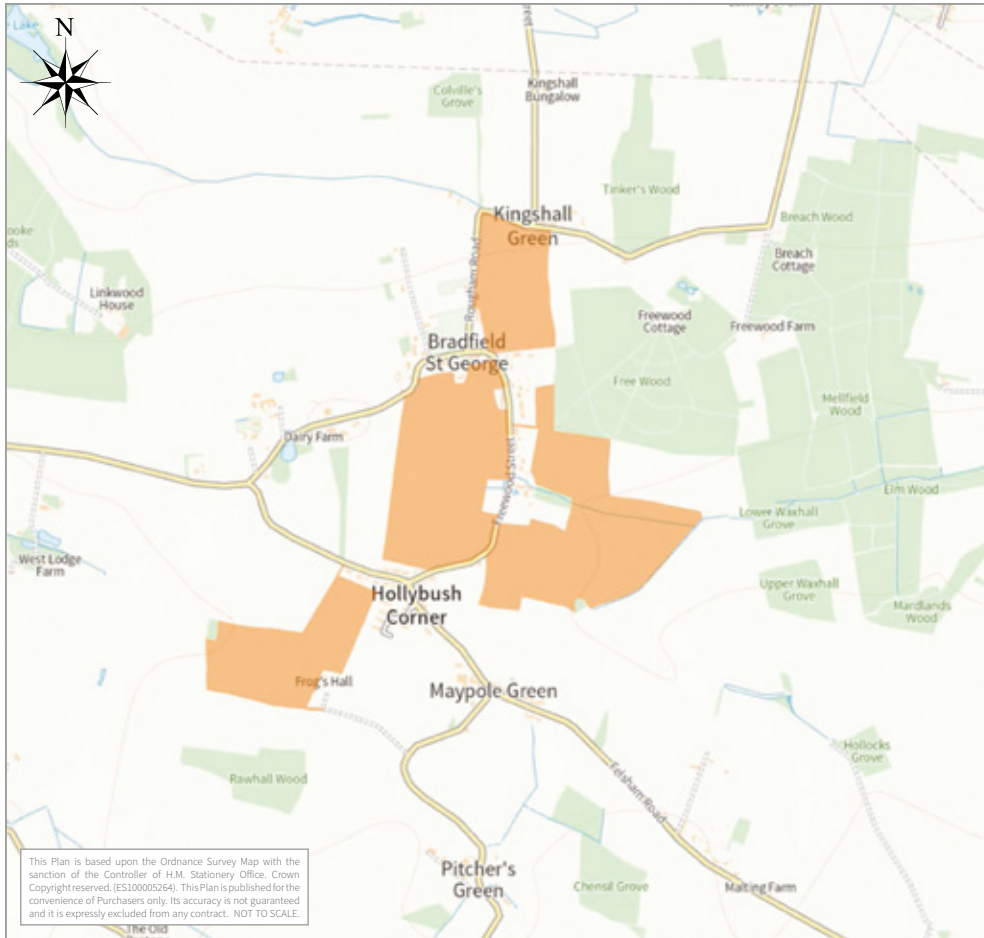 Lake
N
Colville's
Grove
Kingshall
Bungalow
Tinker's Wood
Kingshall
Green
Breach Wood
Breach
Cottage
Rougham Road
Linkwood
House
Freewood
Cottage
Freewood Farm
Bradfield
St George
Free Wood
Mellfield
Wood
Dairy Farm
Freewood Street
Elm Wood
Lower Waxhall
Grove
West Lodge
Farm
Hollybush
Corner
Upper Waxhall
Grove
Mardlands
Wood
Frog's Hall
Maypole Green
Hollocks
Grove
Rawhall Wood
Felsham Road
Pitcher's
Green
Chensil Grove
Malting Farm
This Plan is based upon the Ordnance Survey Map with the
sanction of the Controller of H.M. Stationery Office. Crown
Copyright reserved. (ES100005264). This Plan is published for the
convenience of Purchasers only. Its accuracy is not guaranteed
and it is expressly excluded from any contract. NOT TO SCALE.
The Old